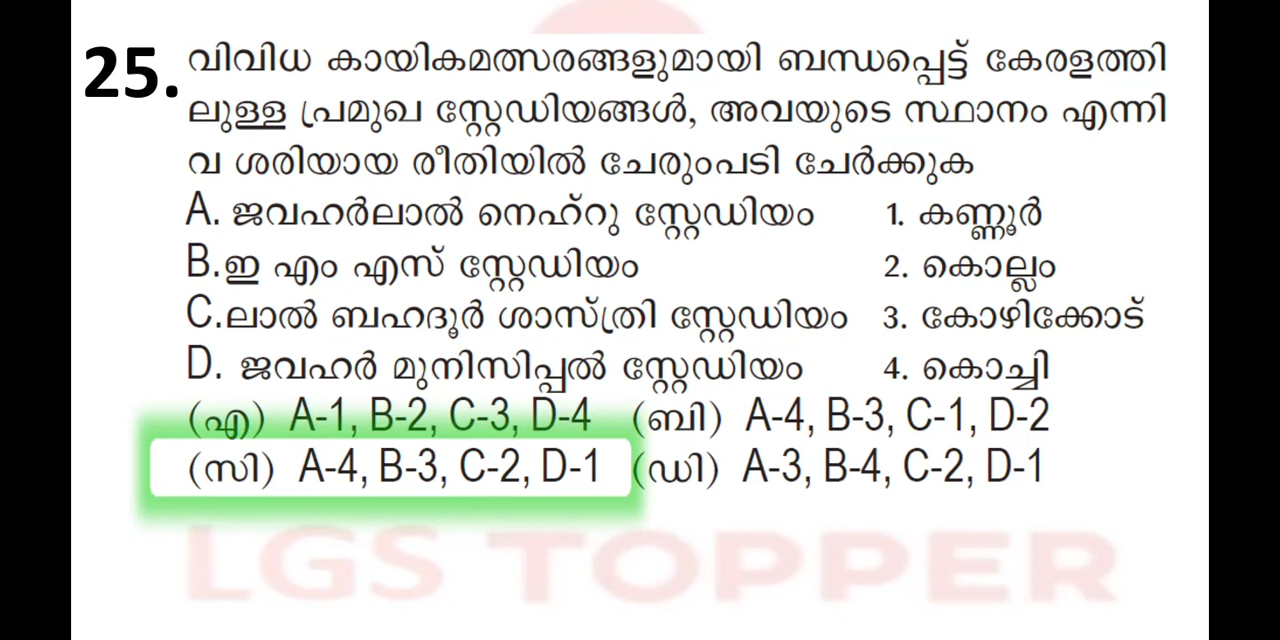 25. വിവിധ കായികമത്സരങ്ങളുമായി ബന്ധപ്പെട്ട് കേരളത്തി
ലുള്ള പ്രമുഖ സ്റ്റേഡിയങ്ങൾ, അവയുടെ സ്ഥാനം എന്നി
വ ശരിയായ രീതിയിൽ ചേരുംപടി ചേർക്കുക
A. ജവഹർലാൽ നെഹ്റു സ്റ്റേഡിയം 1. കണ്ണൂർ
B.ഇ എം എസ് സ്റ്റേഡിയം 2. കൊല്ലം
C.ലാൽ ബഹദൂർ ശാസ്ത്രി സ്റ്റേഡിയം 3. കോഴിക്കോട്
D. ജവഹർ മുനിസിപ്പൽ സ്റ്റേഡിയം 4. കൊച്ചി
(എ) A-1, B-2, C-3, D-4 (ബി) A-4, B-3, C-1, D-2
(സി) A-4, B-3, C-2, D-1 (ഡി) A-3, B-4, C-2, D-1
LGS TOPPER